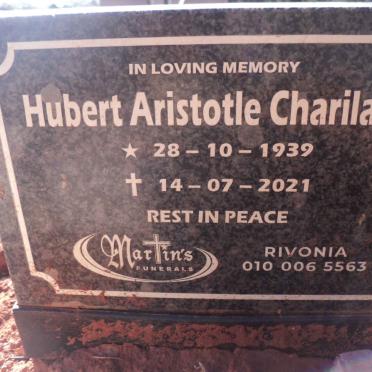 IN LOVING MEMORY
Hubert Aristotle Charila
★ 28 – 10 – 1939
✝ 14 – 07 – 2021
REST IN PEACE
Martin's
FUNERALS
RIVONIA
010 006 5563